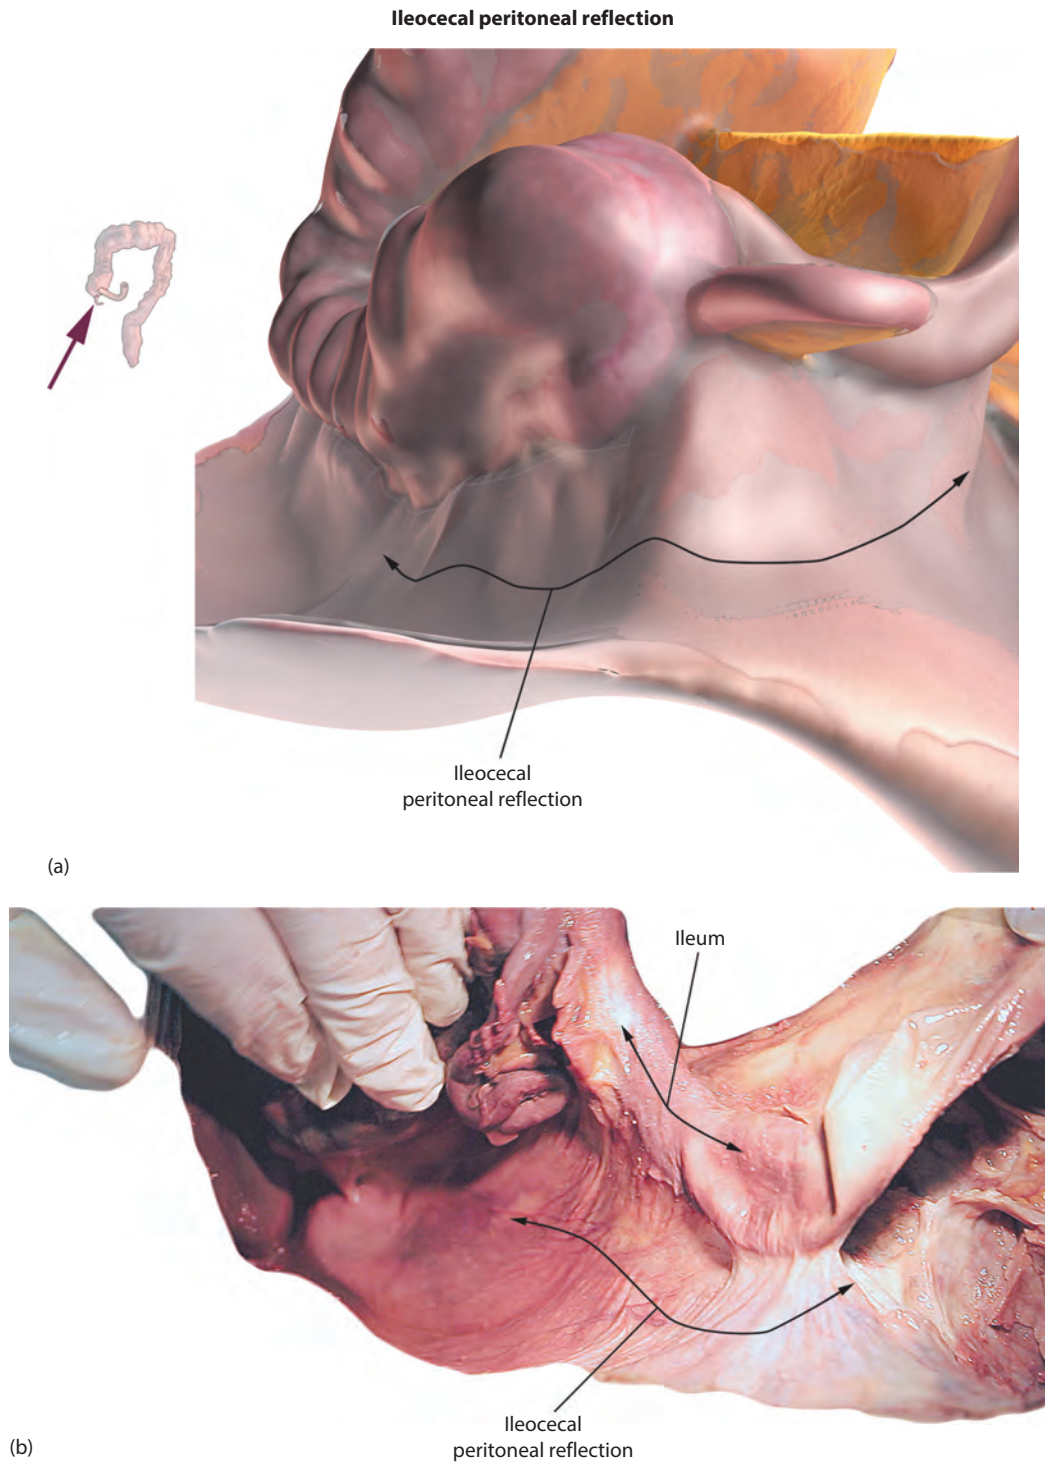 Ileocecal peritoneal reflection
Ileocecal
peritoneal reflection
(a)
Ileum
Ileocecal
peritoneal reflection
(b)